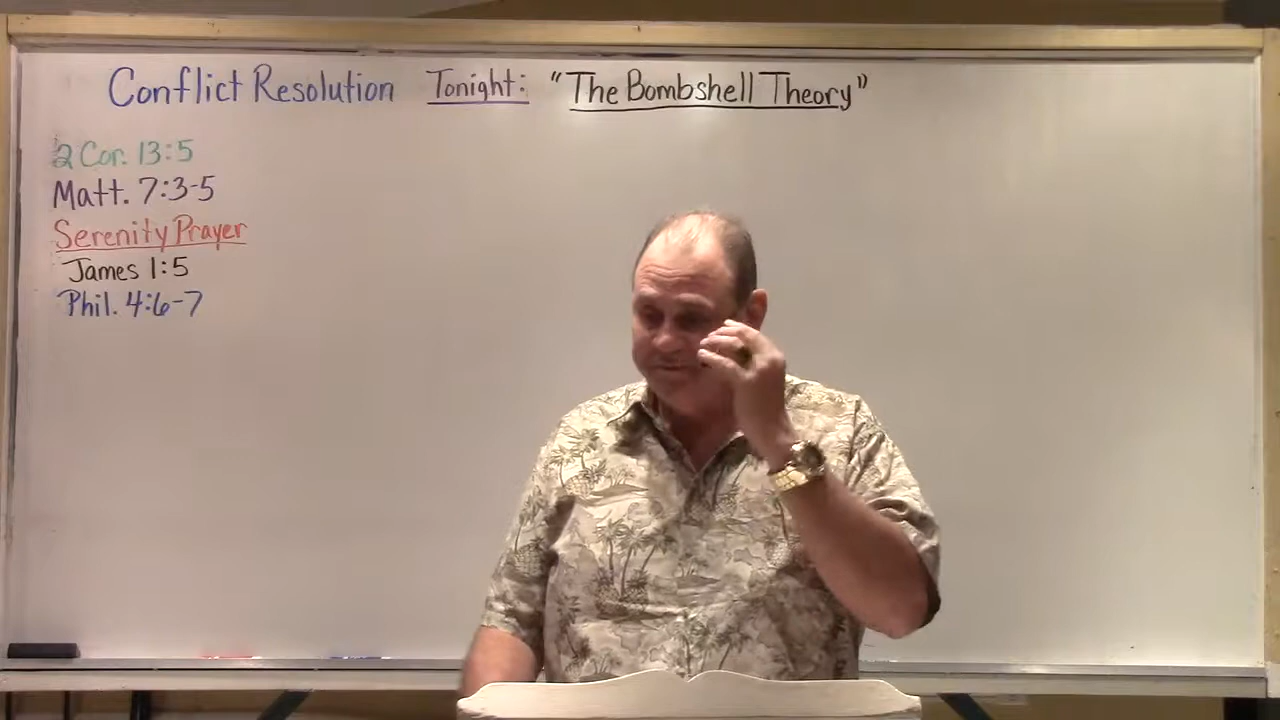 Conflict Resolution Tonight: "The Bombshell Theory"
2 Cor. 13:5
Matt. 7:3-5
Serenity Prayer
James 1:5
Phil. 4:6-7